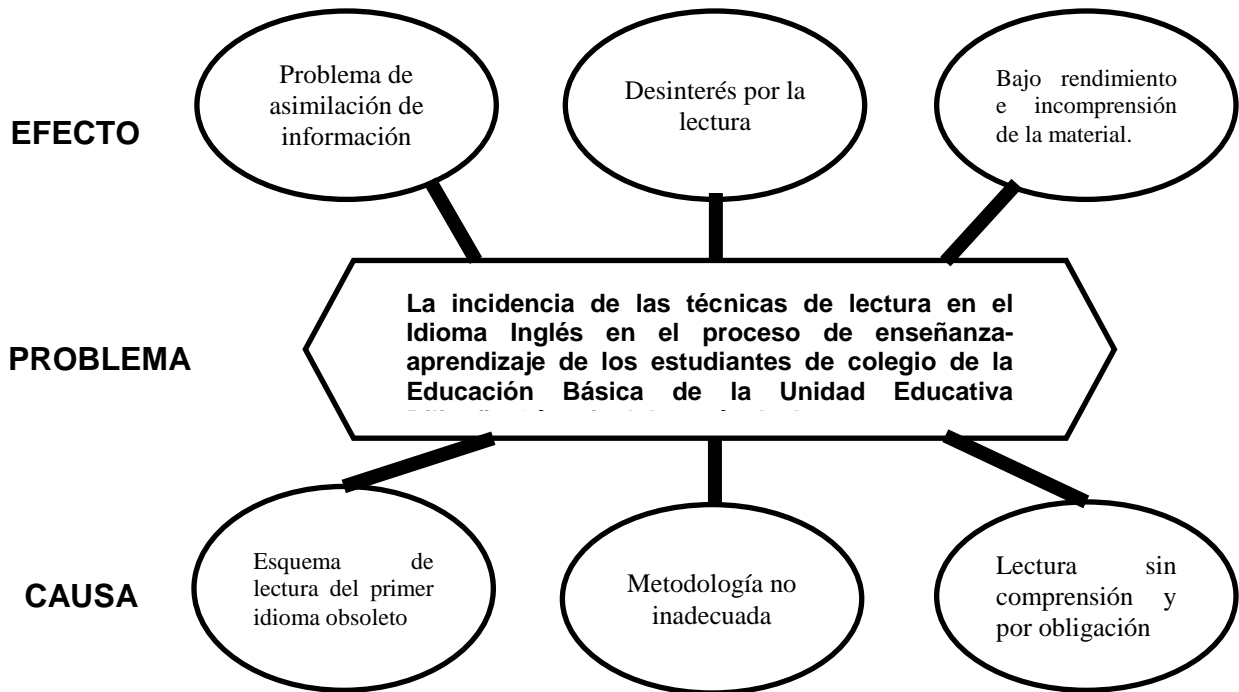 EFECTO
Problema de
asimilación de
información
Desinterés por la
lectura
Bajo rendimiento
e incomprensión
de la material.
PROBLEMA
La incidencia de las técnicas de lectura en el
Idioma Inglés en el proceso de enseñanza-
aprendizaje de los estudiantes de colegio de la
Educación Básica de la Unidad Educativa
CAUSA
Esquema de
lectura del primer
idioma obsoleto
Metodología no
inadecuada
Lectura sin
comprensión y
por obligación